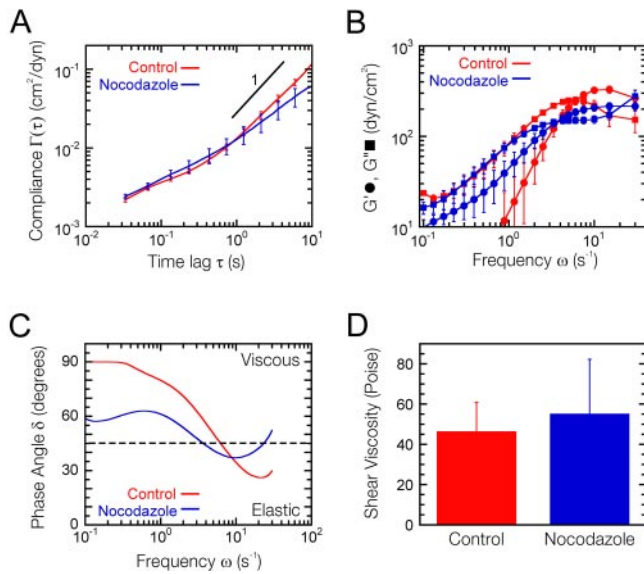 A
Control
Nocodazole
1
Compliance Γ(τ) (cm²/dyn)
10⁻¹
10⁻²
10⁻³
10⁻²
10⁻¹
10⁰
10¹
Time lag τ (s)
B
Control
Nocodazole
G'●, G"■ (dyn/cm²)
10³
10²
10¹
10⁻¹
10⁰
10¹
Frequency ω (s⁻¹)
C
Phase Angle δ (degrees)
90
60
30
0
Viscous
Control
Nocodazole
Elastic
10⁻¹
10⁰
10¹
10²
Frequency ω (s⁻¹)
D
Shear Viscosity (Poise)
100
80
60
40
20
0
Control
Nocodazole